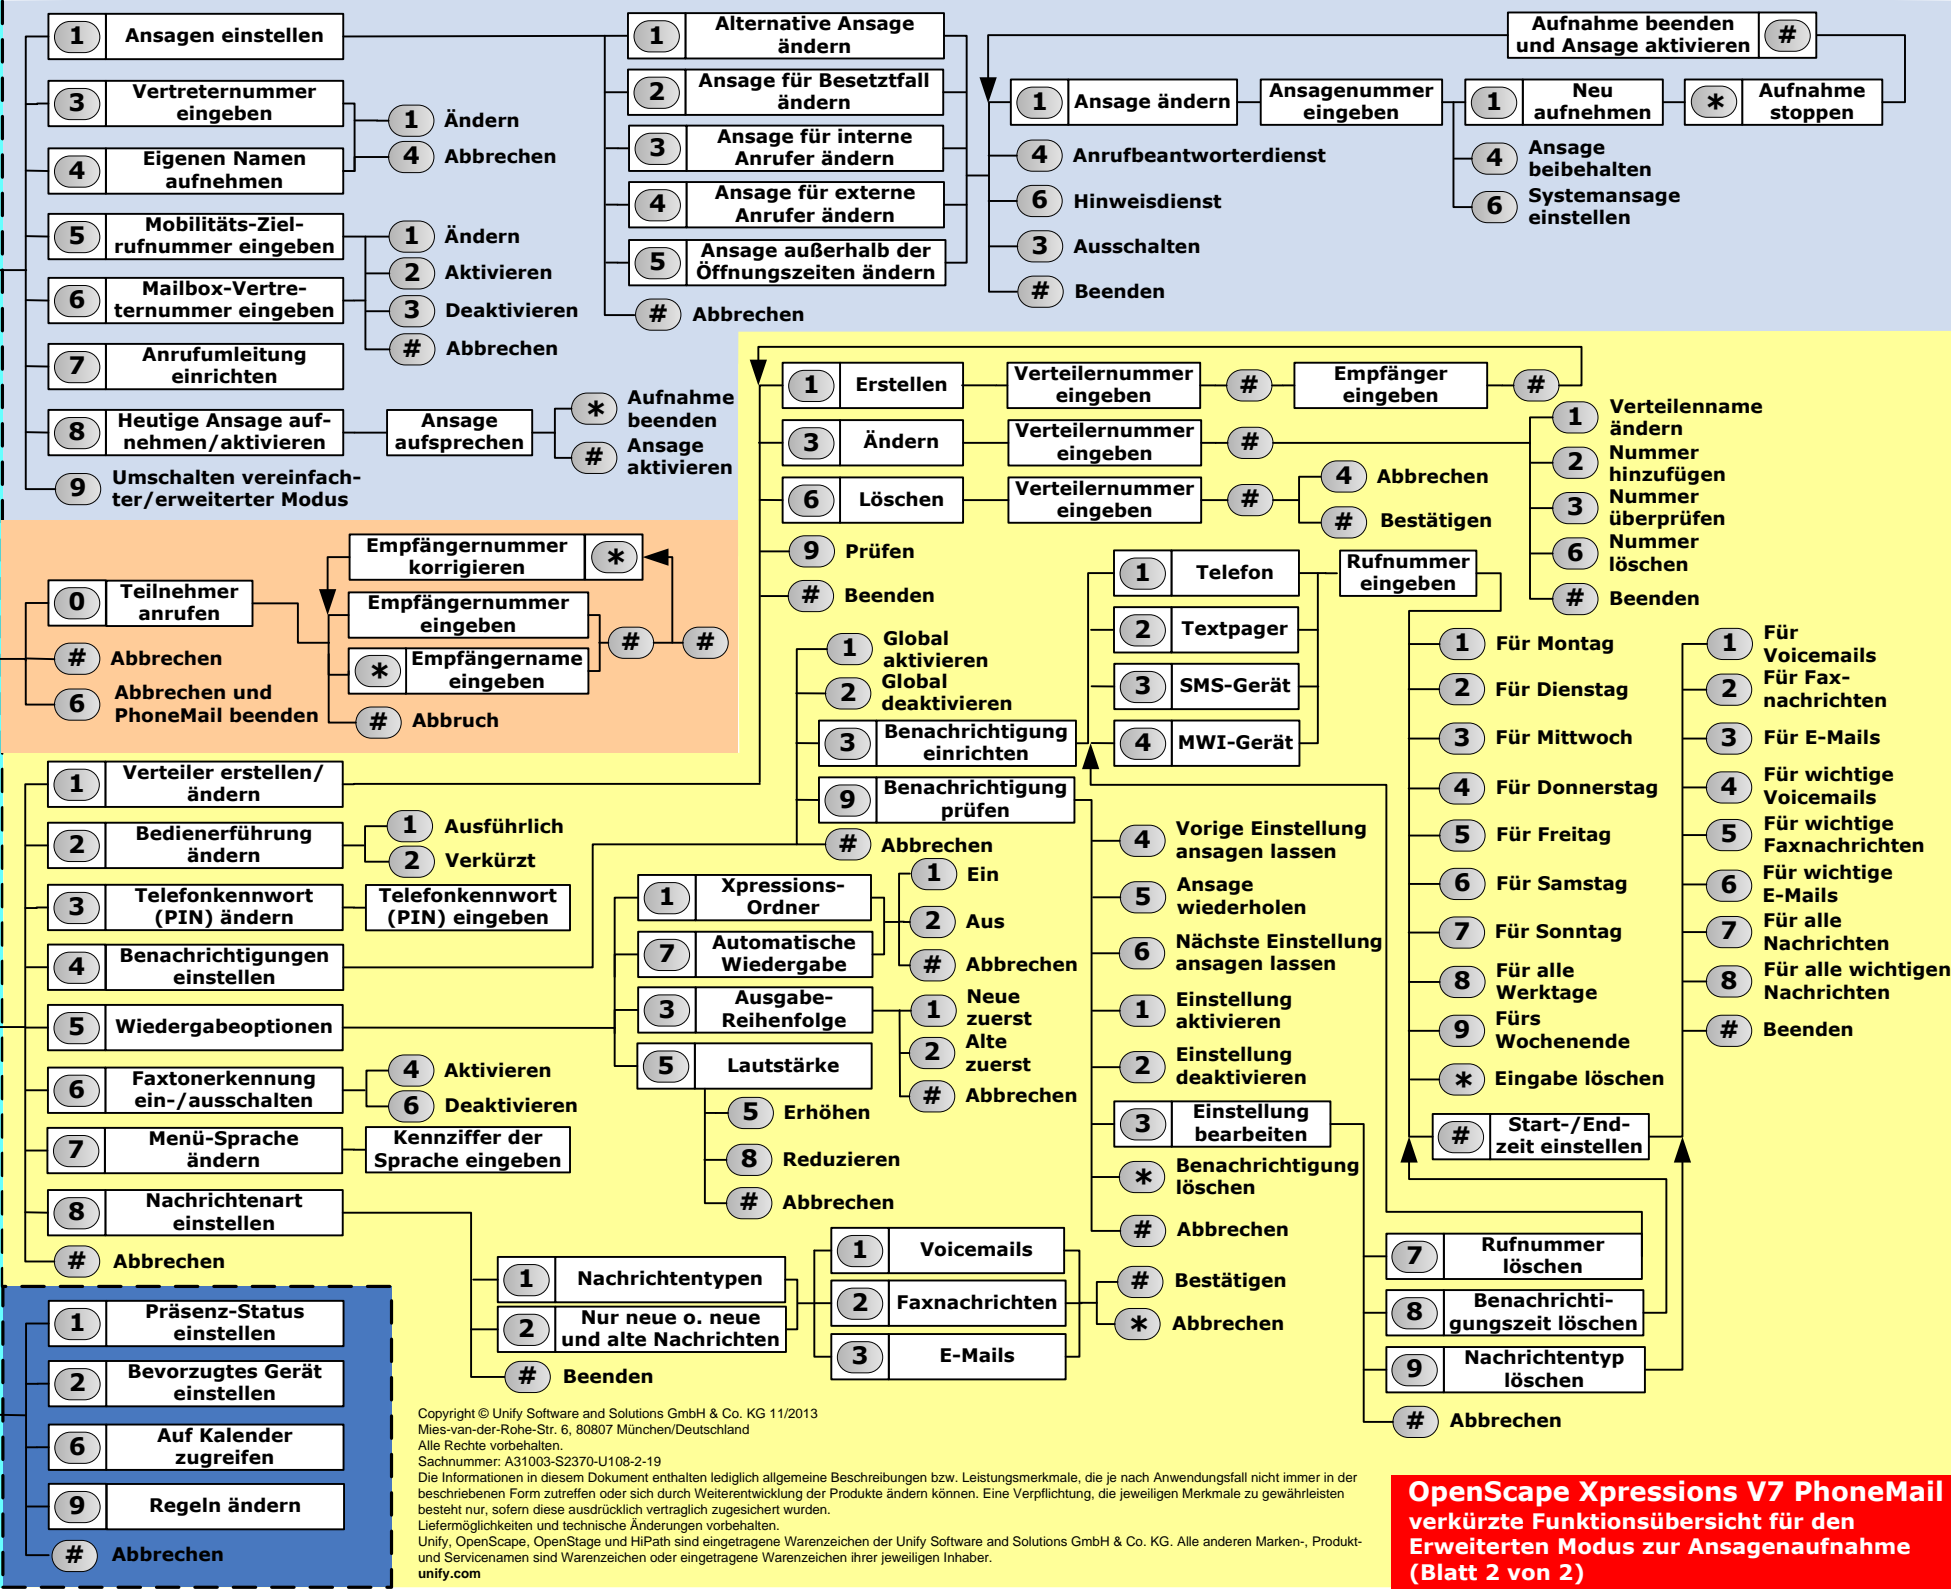 1 Ansagen einstellen
3 Vertreternummer
eingeben
1 Ändern
4 Abbrechen
4 Eigenen Namen
aufnehmen
5 Mobilitäts-Ziel-
rufnummer eingeben
6 Mailbox-Vertre-
ternummer eingeben
1 Ändern
2 Aktivieren
3 Deaktivieren
# Abbrechen
7 Anrufumleitung
einrichten
8 Heutige Ansage auf-
nehmen/aktivieren
Ansage
aufsprechen
* Aufnahme
beenden
# Ansage
aktivieren
9 Umschalten vereinfach-
ter/erweiterter Modus
1 Alternative Ansage
ändern
2 Ansage für Besetztfall
ändern
3 Ansage für interne
Anrufer ändern
4 Ansage für externe
Anrufer ändern
5 Ansage außerhalb der
Öffnungszeiten ändern
# Abbrechen
Aufnahme beenden
und Ansage aktivieren #
1 Ansage ändern
Ansagenummer
eingeben
1 Neu
aufnehmen
* Aufnahme
stoppen
4 Ansage
beibehalten
6 Systemansage
einstellen
4 Anrufbeantworterdienst
6 Hinweisdienst
3 Ausschalten
# Beenden
0 Teilnehmer
anrufen
# Abbrechen
6 Abbrechen und
PhoneMail beenden
Empfängernummer
korrigieren *
Empfängernummer
eingeben
* Empfängername
eingeben
# #
# Abbruch
1 Verteiler erstellen/
ändern
2 Bedienerführung
ändern
1 Ausführlich
2 Verkürzt
3 Telefonkennwort
(PIN) ändern
Telefonkennwort
(PIN) eingeben
4 Benachrichtigungen
einstellen
5 Wiedergabeoptionen
6 Faxtonerkennung
ein-/ausschalten
4 Aktivieren
6 Deaktivieren
7 Menü-Sprache
ändern
Kennziffer der
Sprache eingeben
8 Nachrichtenart
einstellen
# Abbrechen
1 Erstellen
Verteilernummer
eingeben
#
Empfänger
eingeben
#
3 Ändern
Verteilernummer
eingeben
#
1 Verteilenname
ändern
2 Nummer
hinzufügen
3 Nummer
überprüfen
6 Nummer
löschen
# Beenden
6 Löschen
Verteilernummer
eingeben
#
4 Abbrechen
# Bestätigen
9 Prüfen
# Beenden
1 Global
aktivieren
2 Global
deaktivieren
3 Benachrichtigung
einrichten
9 Benachrichtigung
prüfen
# Abbrechen
1 Telefon
2 Textpager
3 SMS-Gerät
4 MWI-Gerät
Rufnummer
eingeben
1 Für Montag
2 Für Dienstag
3 Für Mittwoch
4 Für Donnerstag
5 Für Freitag
6 Für Samstag
7 Für Sonntag
8 Für alle
Werktage
9 Fürs
Wochenende
* Eingabe löschen
# Start-/End-
zeit einstellen
1 Für
Voicemails
2 Für Fax-
nachrichten
3 Für E-Mails
4 Für wichtige
Voicemails
5 Für wichtige
Faxnachrichten
6 Für wichtige
E-Mails
7 Für alle
Nachrichten
8 Für alle wichtigen
Nachrichten
# Beenden
1 Xpressions-
Ordner
7 Automatische
Wiedergabe
1 Ein
2 Aus
# Abbrechen
3 Ausgabe-
Reihenfolge
1 Neue
zuerst
2 Alte
zuerst
# Abbrechen
5 Lautstärke
5 Erhöhen
8 Reduzieren
# Abbrechen
4 Vorige Einstellung
ansagen lassen
5 Ansage
wiederholen
6 Nächste Einstellung
ansagen lassen
1 Einstellung
aktivieren
2 Einstellung
deaktivieren
3 Einstellung
bearbeiten
* Benachrichtigung
löschen
# Abbrechen
7 Rufnummer
löschen
8 Benachrichti-
gungszeit löschen
9 Nachrichtentyp
löschen
# Abbrechen
1 Nachrichtentypen
2 Nur neue o. neue
und alte Nachrichten
# Beenden
1 Voicemails
2 Faxnachrichten
3 E-Mails
# Bestätigen
* Abbrechen
1 Präsenz-Status
einstellen
2 Bevorzugtes Gerät
einstellen
6 Auf Kalender
zugreifen
9 Regeln ändern
# Abbrechen
Copyright © Unify Software and Solutions GmbH & Co. KG 11/2013
Mies-van-der-Rohe-Str. 6, 80807 München/Deutschland
Alle Rechte vorbehalten.
Sachnummer: A31003-S2370-U108-2-19
Die Informationen in diesem Dokument enthalten lediglich allgemeine Beschreibungen bzw. Leistungsmerkmale, die je nach Anwendungsfall nicht immer in der
beschriebenen Form zutreffen oder sich durch Weiterentwicklung der Produkte ändern können. Eine Verpflichtung, die jeweiligen Merkmale zu gewährleisten
besteht nur, sofern diese ausdrücklich vertraglich zugesichert wurden.
Liefermöglichkeiten und technische Änderungen vorbehalten.
Unify, OpenScape, OpenStage und HiPath sind eingetragene Warenzeichen der Unify Software and Solutions GmbH & Co. KG. Alle anderen Marken-, Produkt-
und Servicenamen sind Warenzeichen oder eingetragene Warenzeichen ihrer jeweiligen Inhaber.
unify.com
OpenScape Xpressions V7 PhoneMail
verkürzte Funktionsübersicht für den
Erweiterten Modus zur Ansagenaufnahme
(Blatt 2 von 2)